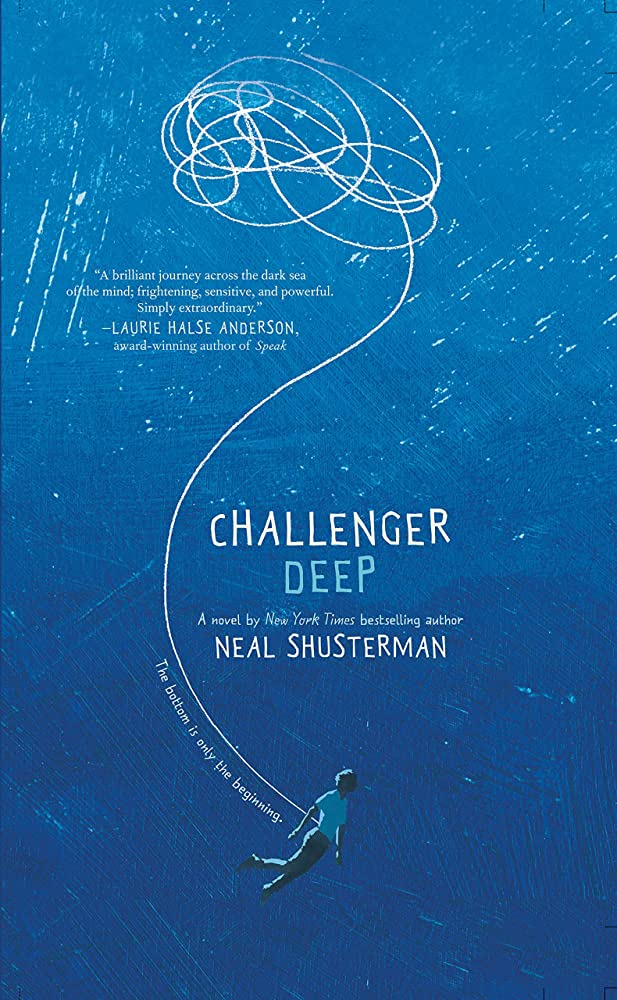 “A brilliant journey across the dark sea
of the mind; frightening, sensitive, and powerful.
Simply extraordinary.”
—LAURIE HALSE ANDERSON,
award-winning author of Speak
CHALLENGER
DEEP
A novel by New York Times bestselling author
NEAL SHUSTERMAN
The bottom is only the beginning.